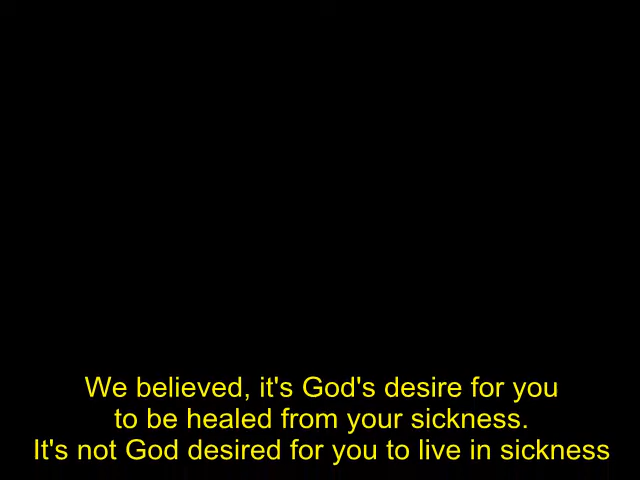 We believed, it's God's desire for you
to be healed from your sickness.
It's not God desired for you to live in sickness